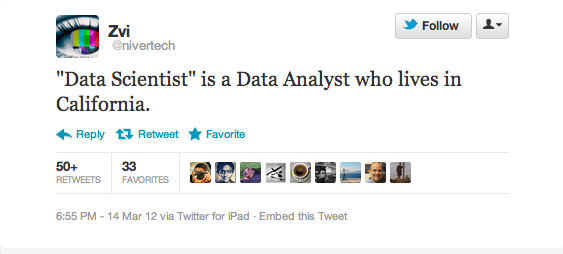 Zvi
@nivertech
Follow
"Data Scientist" is a Data Analyst who lives in
California.
Reply Retweet Favorite
50+ 33
RETWEETS FAVORITES
6:55 PM - 14 Mar 12 via Twitter for iPad · Embed this Tweet